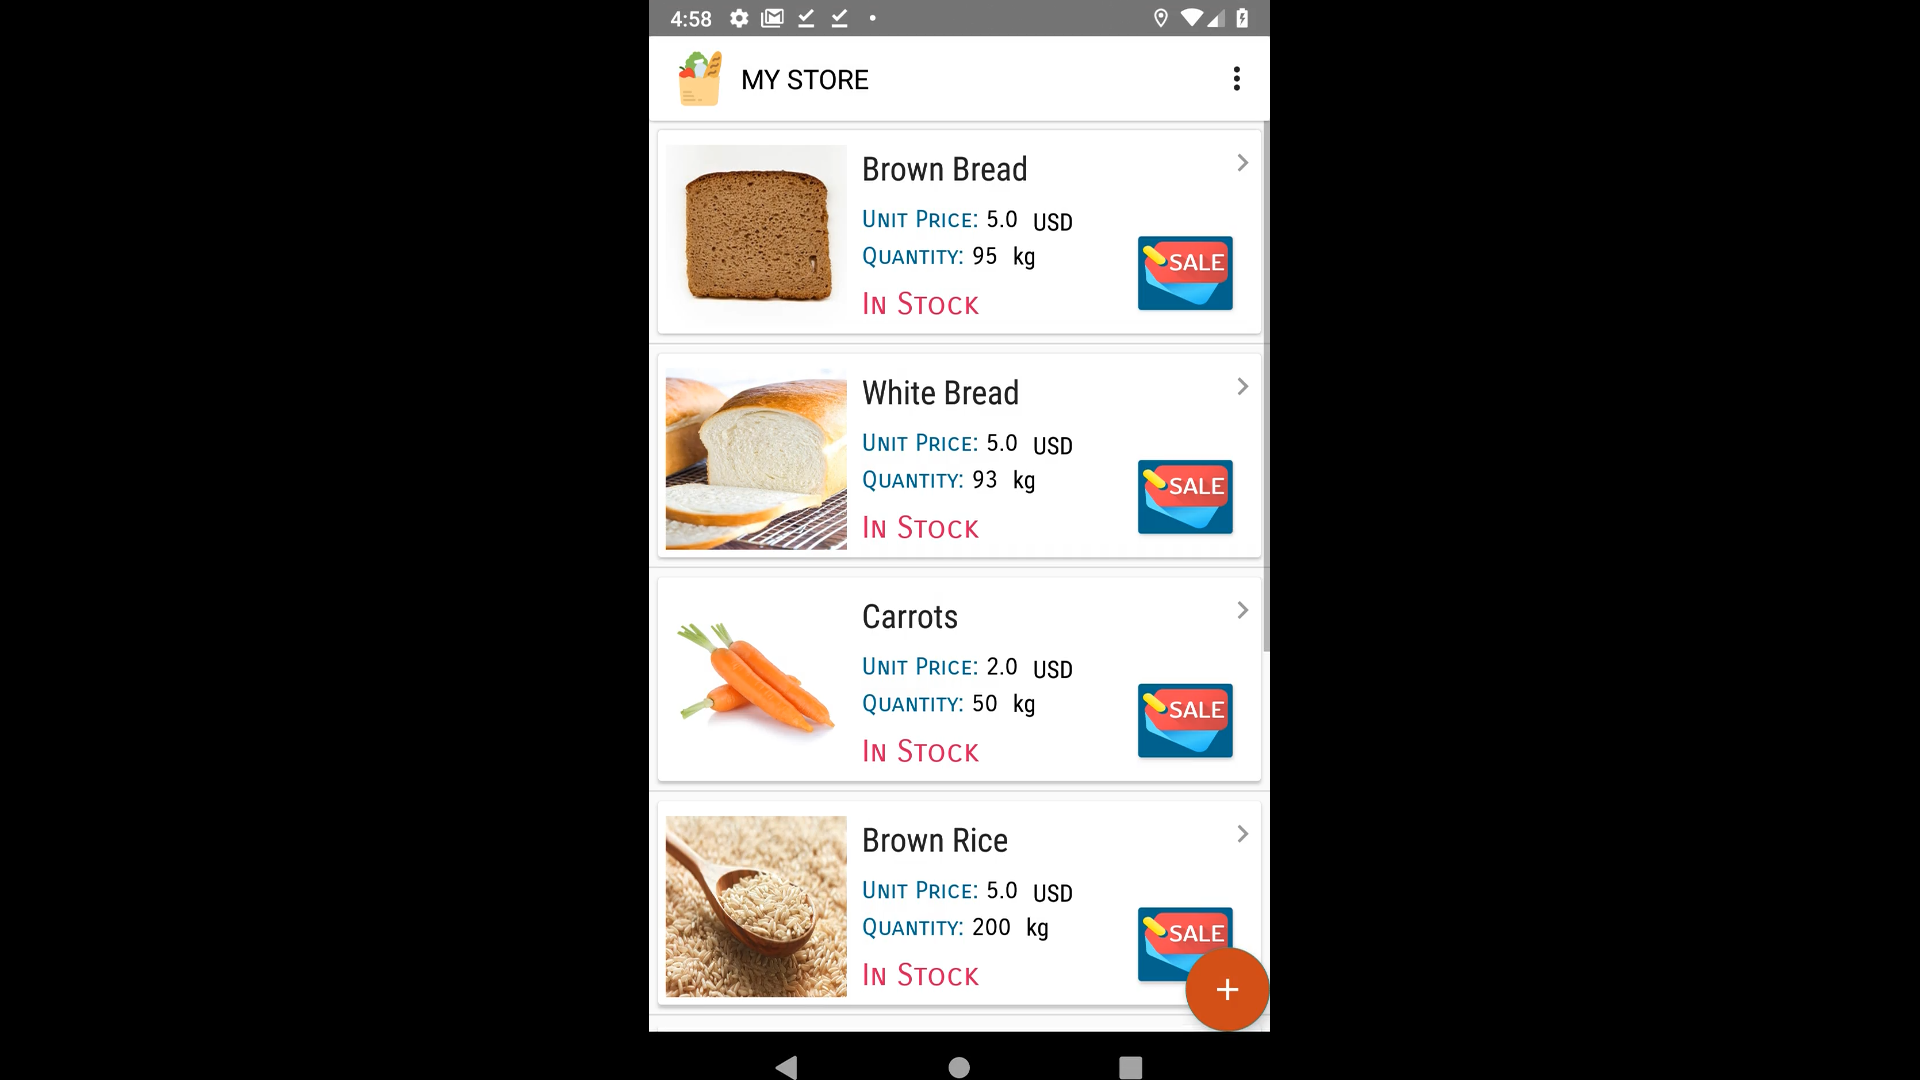 4:58
MY STORE
Brown Bread
Unit Price: 5.0 USD
Quantity: 95 kg
SALE
In Stock
White Bread
Unit Price: 5.0 USD
Quantity: 93 kg
SALE
In Stock
Carrots
Unit Price: 2.0 USD
Quantity: 50 kg
SALE
In Stock
Brown Rice
Unit Price: 5.0 USD
Quantity: 200 kg
SALE
In Stock
+